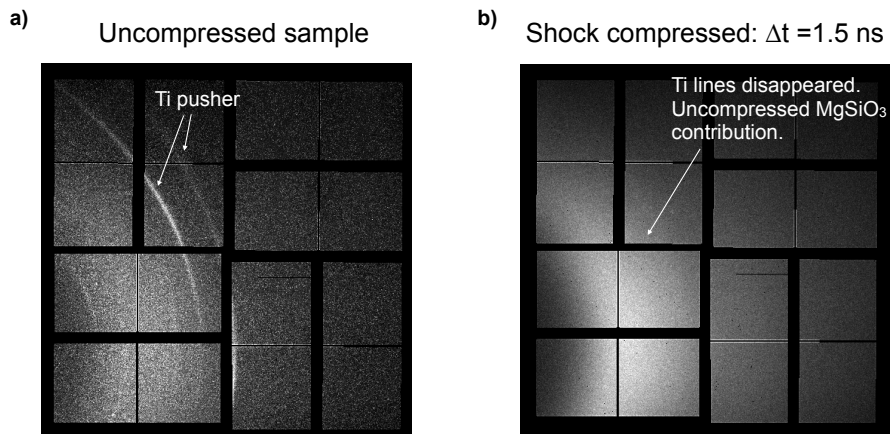 a)
Uncompressed sample
Ti pusher
b)
Shock compressed: Δt =1.5 ns
Ti lines disappeared.
Uncompressed MgSiO₃
contribution.